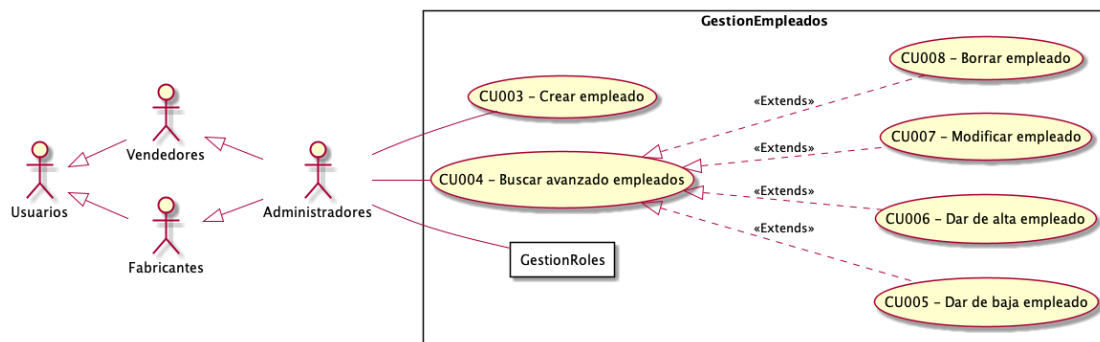 GestionEmpleados
CU008 – Borrar empleado
CU003 – Crear empleado
«Extends»
Vendedores
CU007 – Modificar empleado
«Extends»
CU004 – Buscar avanzado empleados
«Extends»
Usuarios
Administradores
CU006 – Dar de alta empleado
«Extends»
Fabricantes
GestionRoles
CU005 – Dar de baja empleado